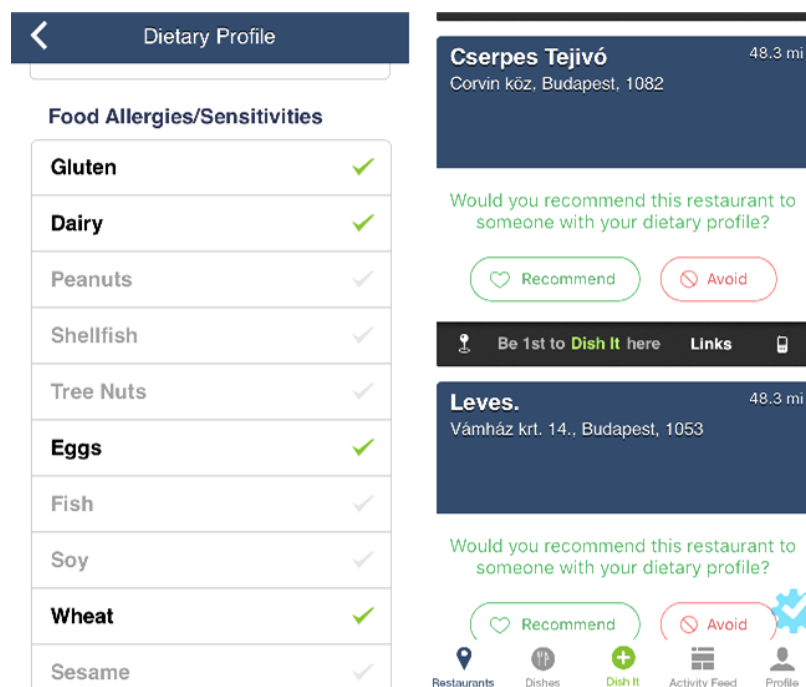 Dietary Profile
Food Allergies/Sensitivities
Gluten
Dairy
Peanuts
Shellfish
Tree Nuts
Eggs
Fish
Soy
Wheat
Sesame
Cserpes Tejivó
48.3 mi
Corvin köz, Budapest, 1082
Would you recommend this restaurant to
someone with your dietary profile?
Recommend
Avoid
Be 1st to Dish It here
Links
Leves.
48.3 mi
Vámház krt. 14., Budapest, 1053
Would you recommend this restaurant to
someone with your dietary profile?
Recommend
Avoid
Restaurants
Dishes
Dish It
Activity Feed
Profile